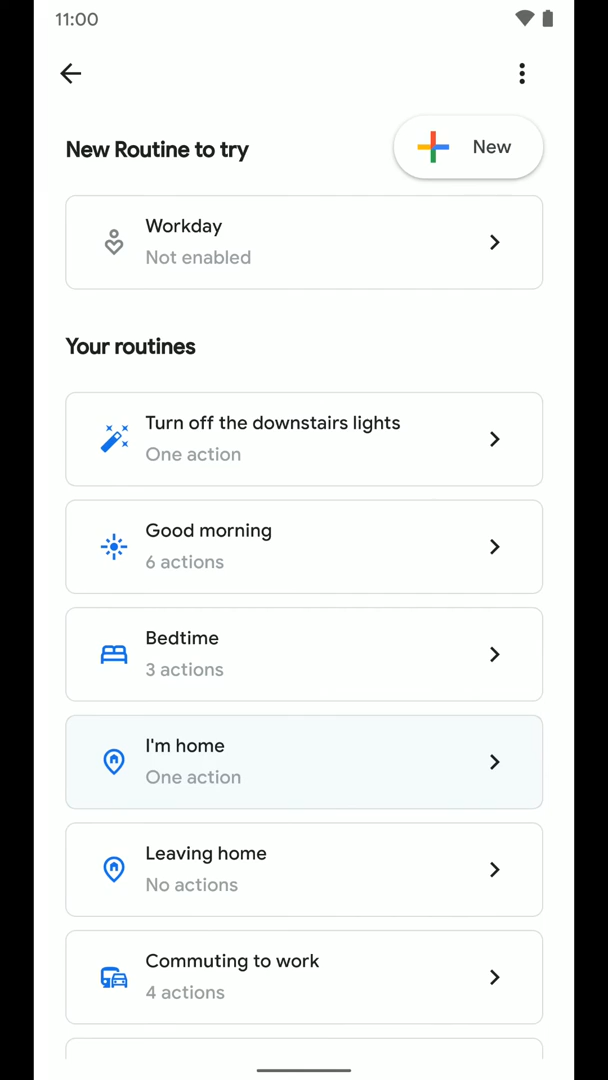 11:00
New Routine to try
New
Workday
Not enabled
Your routines
Turn off the downstairs lights
One action
Good morning
6 actions
Bedtime
3 actions
I'm home
One action
Leaving home
No actions
Commuting to work
4 actions